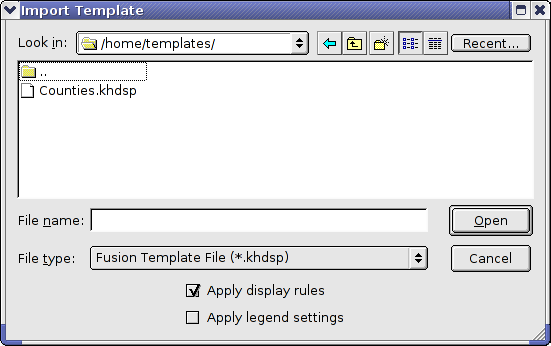 Import Template
Look in: /home/templates/ Recent...
..
Counties.khdsp
File name: Open
File type: Fusion Template File (*.khdsp) Cancel
Apply display rules
Apply legend settings